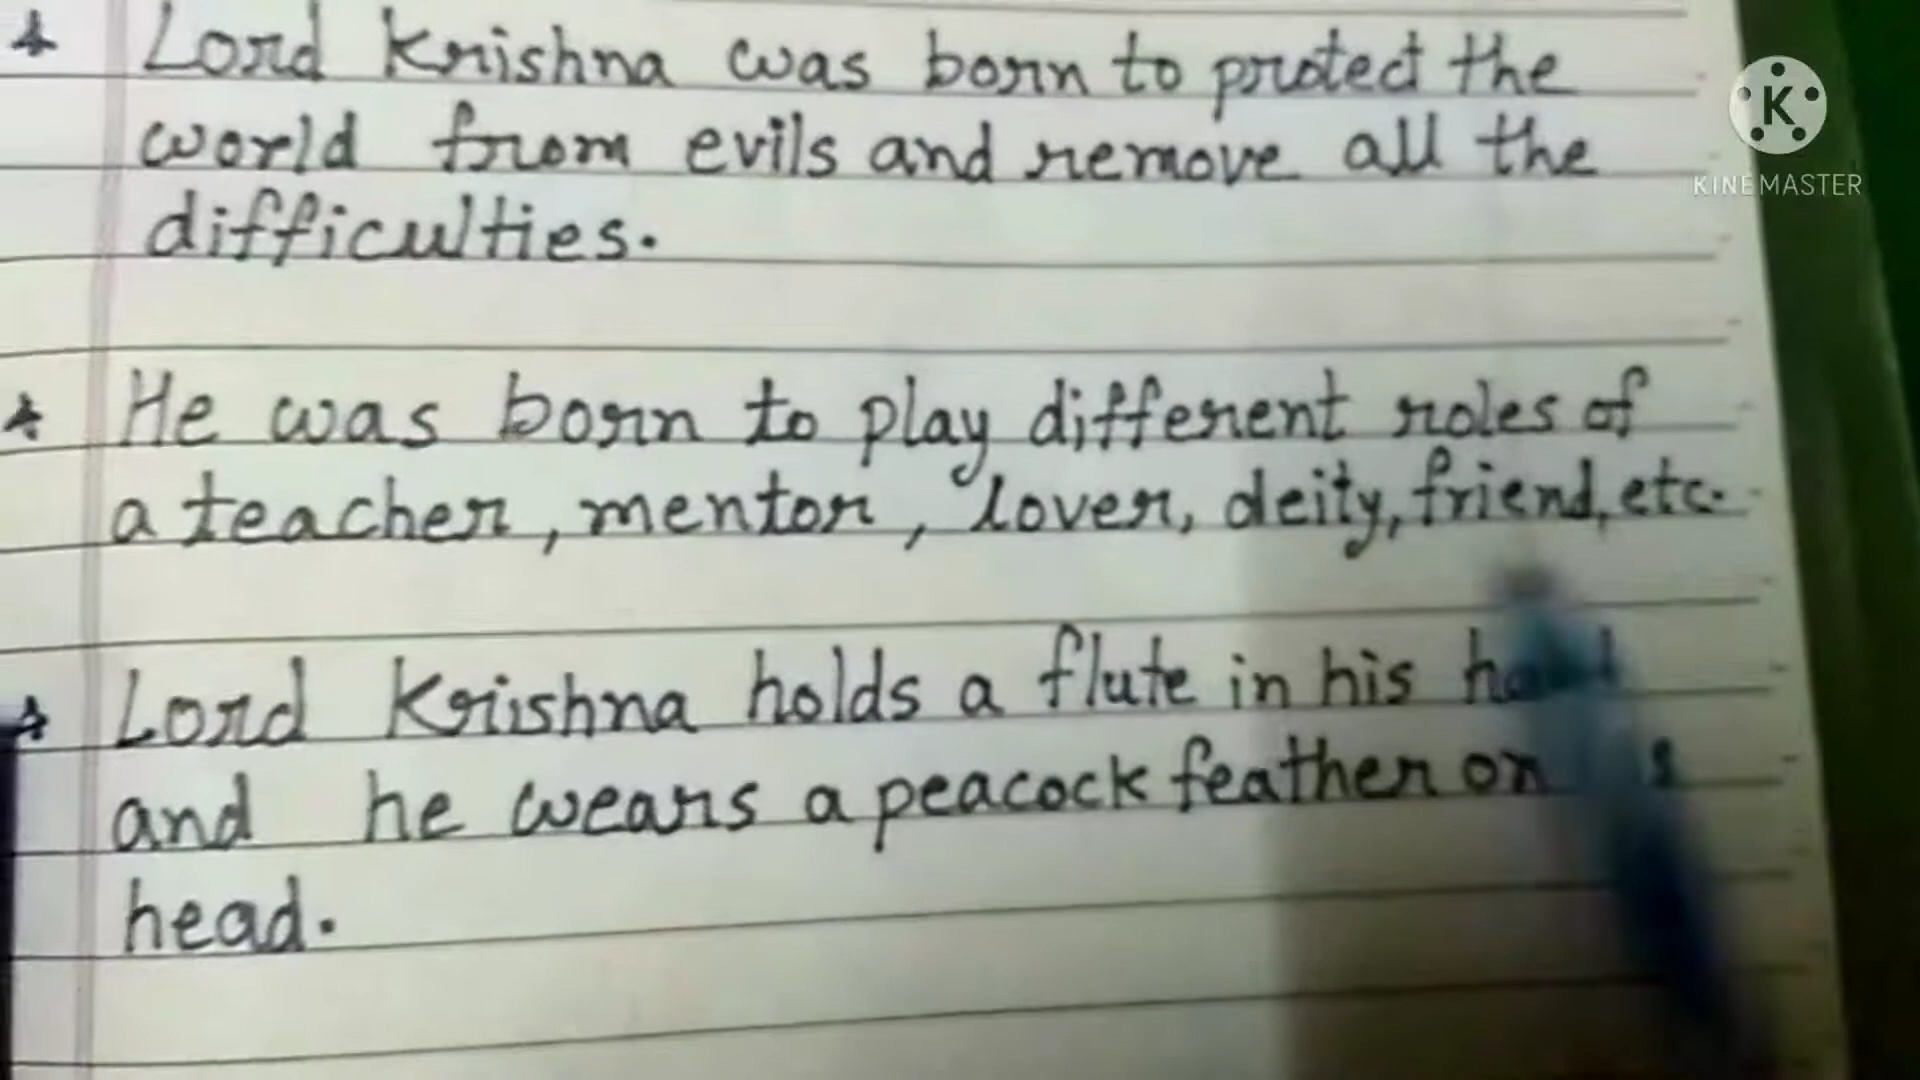 Lord Krishna was born to protect the
world from evils and remove all the
difficulties.
He was born to play different roles of
a teacher, mentor, lover, deity, friend, etc.
Lord Krishna holds a flute in his
and he wears a peacock feather on
head.
K
KINEMASTER